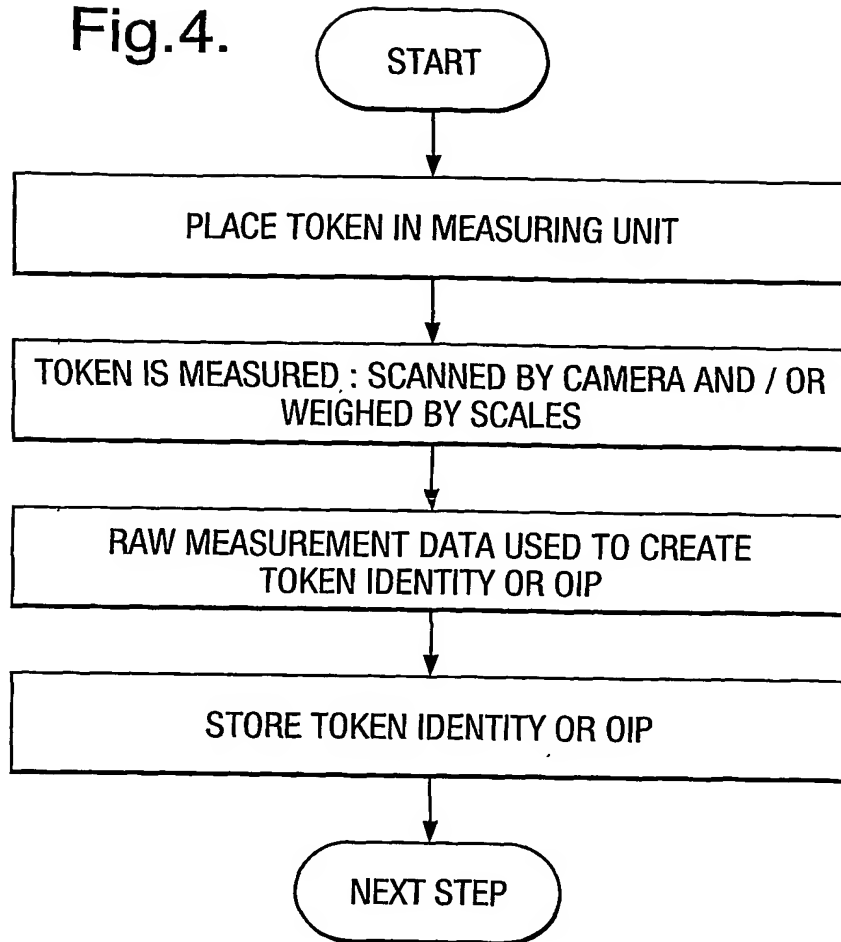 Fig.4.
START
PLACE TOKEN IN MEASURING UNIT
TOKEN IS MEASURED : SCANNED BY CAMERA AND / OR
WEIGHED BY SCALES
RAW MEASUREMENT DATA USED TO CREATE
TOKEN IDENTITY OR OIP
STORE TOKEN IDENTITY OR OIP
NEXT STEP